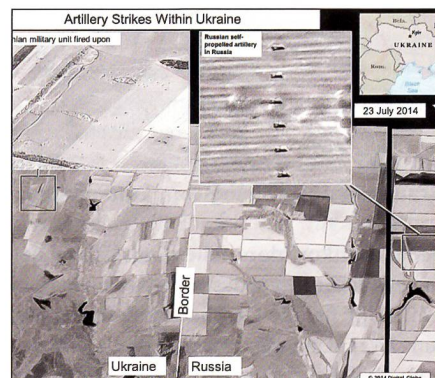 Artillery Strikes Within Ukraine
nian military unit fired upon
Russian self-
propelled artillery
in Russia
Kyiv
UKRAINE
23 July 2014
Border
Ukraine
Russia